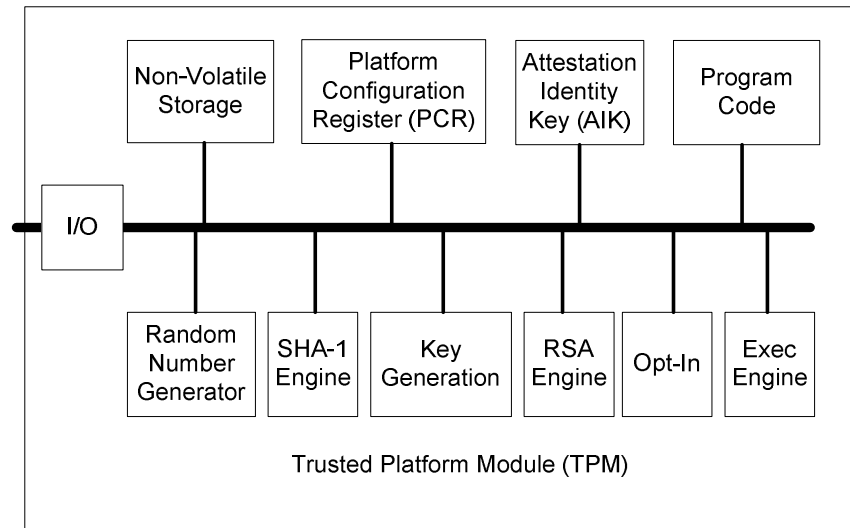 Non-Volatile
Storage
Platform
Configuration
Register (PCR)
Attestation
Identity
Key (AIK)
Program
Code
I/O
Random
Number
Generator
SHA-1
Engine
Key
Generation
RSA
Engine
Opt-In
Exec
Engine
Trusted Platform Module (TPM)